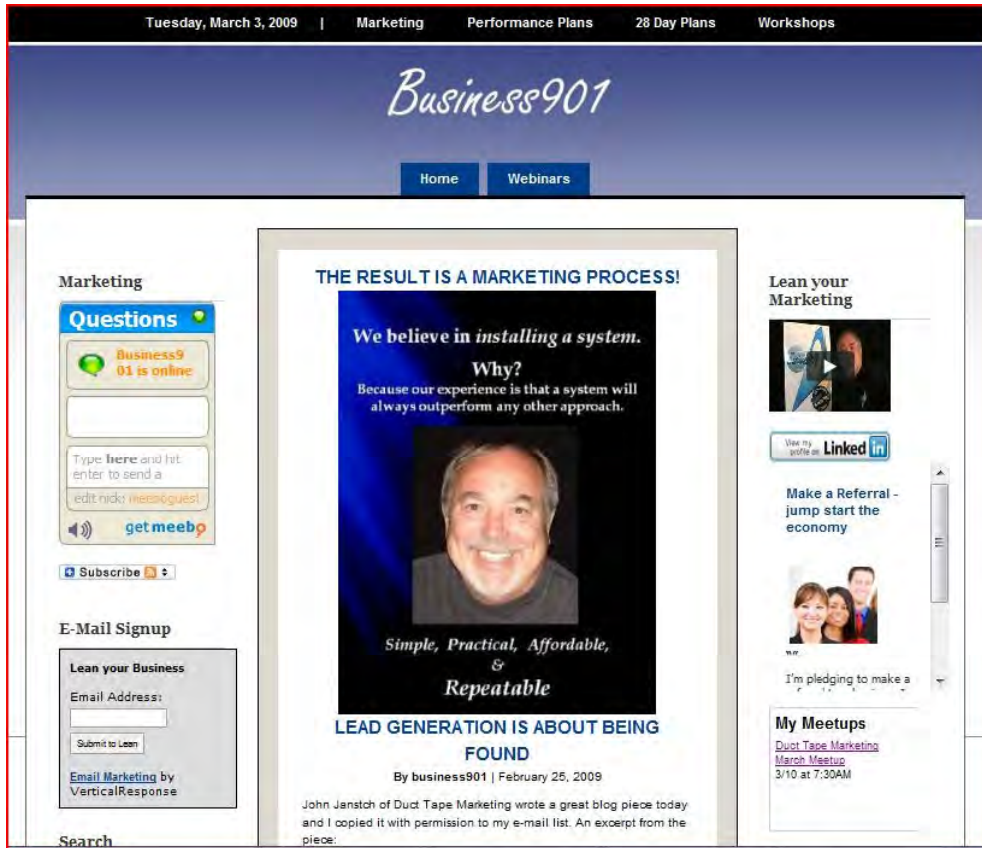 Tuesday, March 3, 2009 | Marketing Performance Plans 28 Day Plans Workshops
Business901
Home Webinars
Marketing
Questions
Business9
01 is online
Type here and hit
enter to send a
edit nick: meeboguest
get meebo
Subscribe
E-Mail Signup
Lean your Business
Email Address:
Submit to Lean
Email Marketing by
VerticalResponse
Search
THE RESULT IS A MARKETING PROCESS!
We believe in installing a system.
Why?
Because our experience is that a system will
always outperform any other approach.
Simple, Practical, Affordable,
&
Repeatable
LEAD GENERATION IS ABOUT BEING
FOUND
By business901 | February 25, 2009
John Janstch of Duct Tape Marketing wrote a great blog piece today
and I copied it with permission to my e-mail list. An excerpt from the
piece:
Lean your
Marketing
View my
profile on Linked in
Make a Referral -
jump start the
economy
""
I'm pledging to make a
My Meetups
Duct Tape Marketing
March Meetup
3/10 at 7:30AM